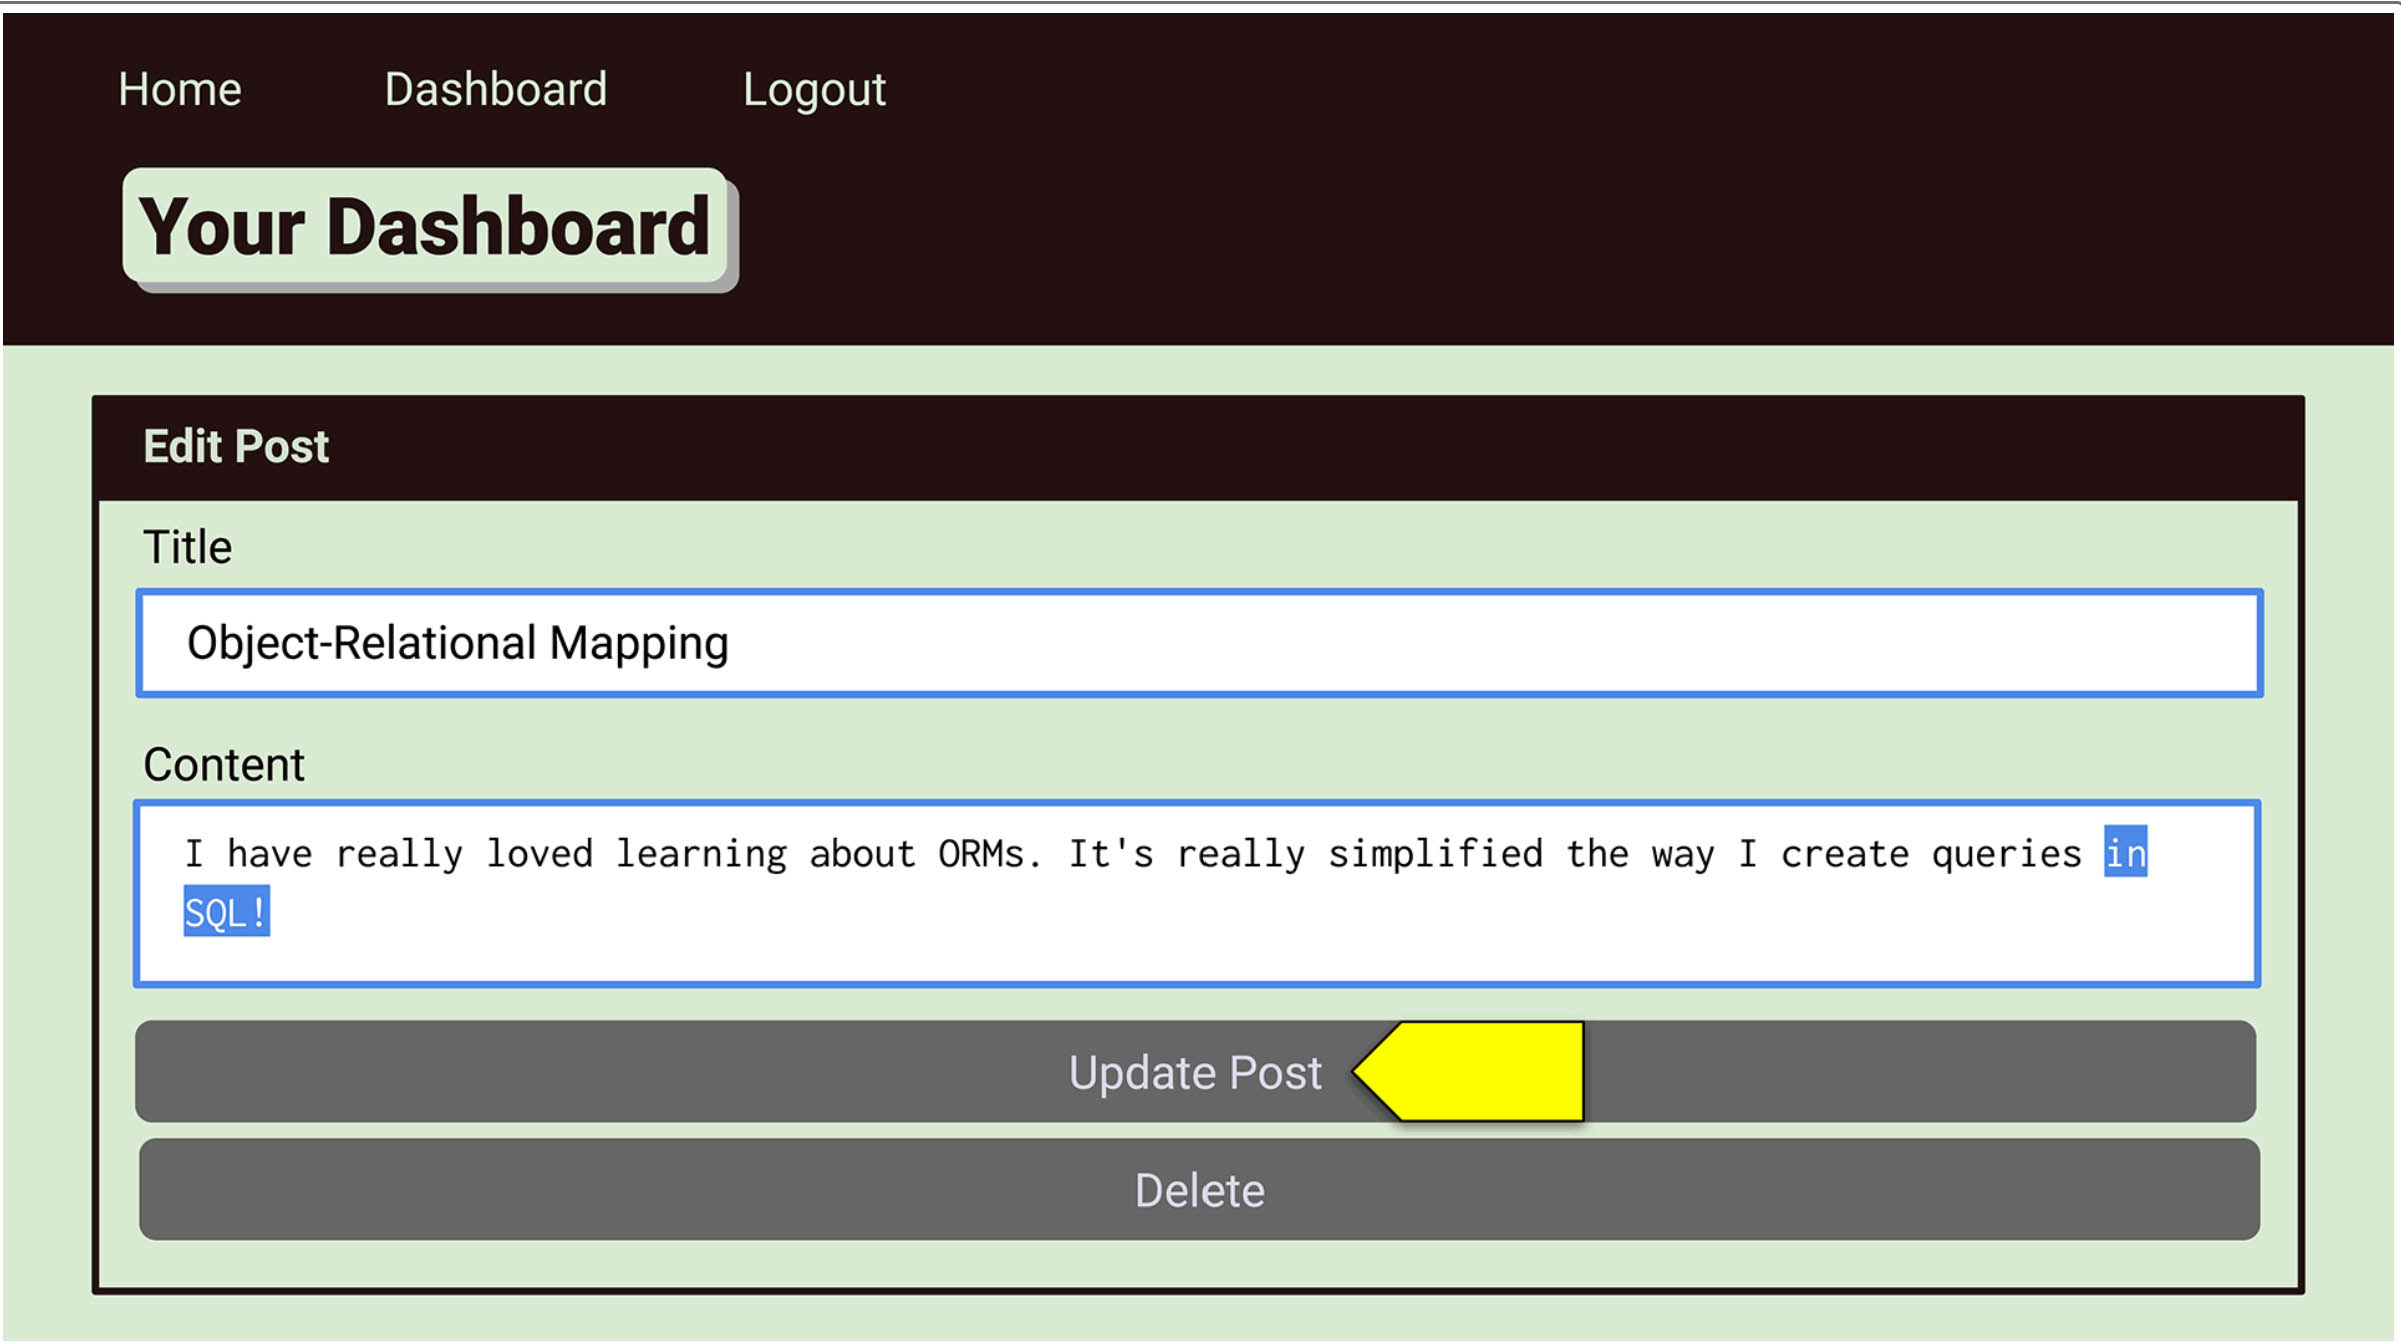 Home Dashboard Logout
Your Dashboard
Edit Post
Title
Object-Relational Mapping
Content
I have really loved learning about ORMs. It's really simplified the way I create queries in
SQL!
Update Post
Delete